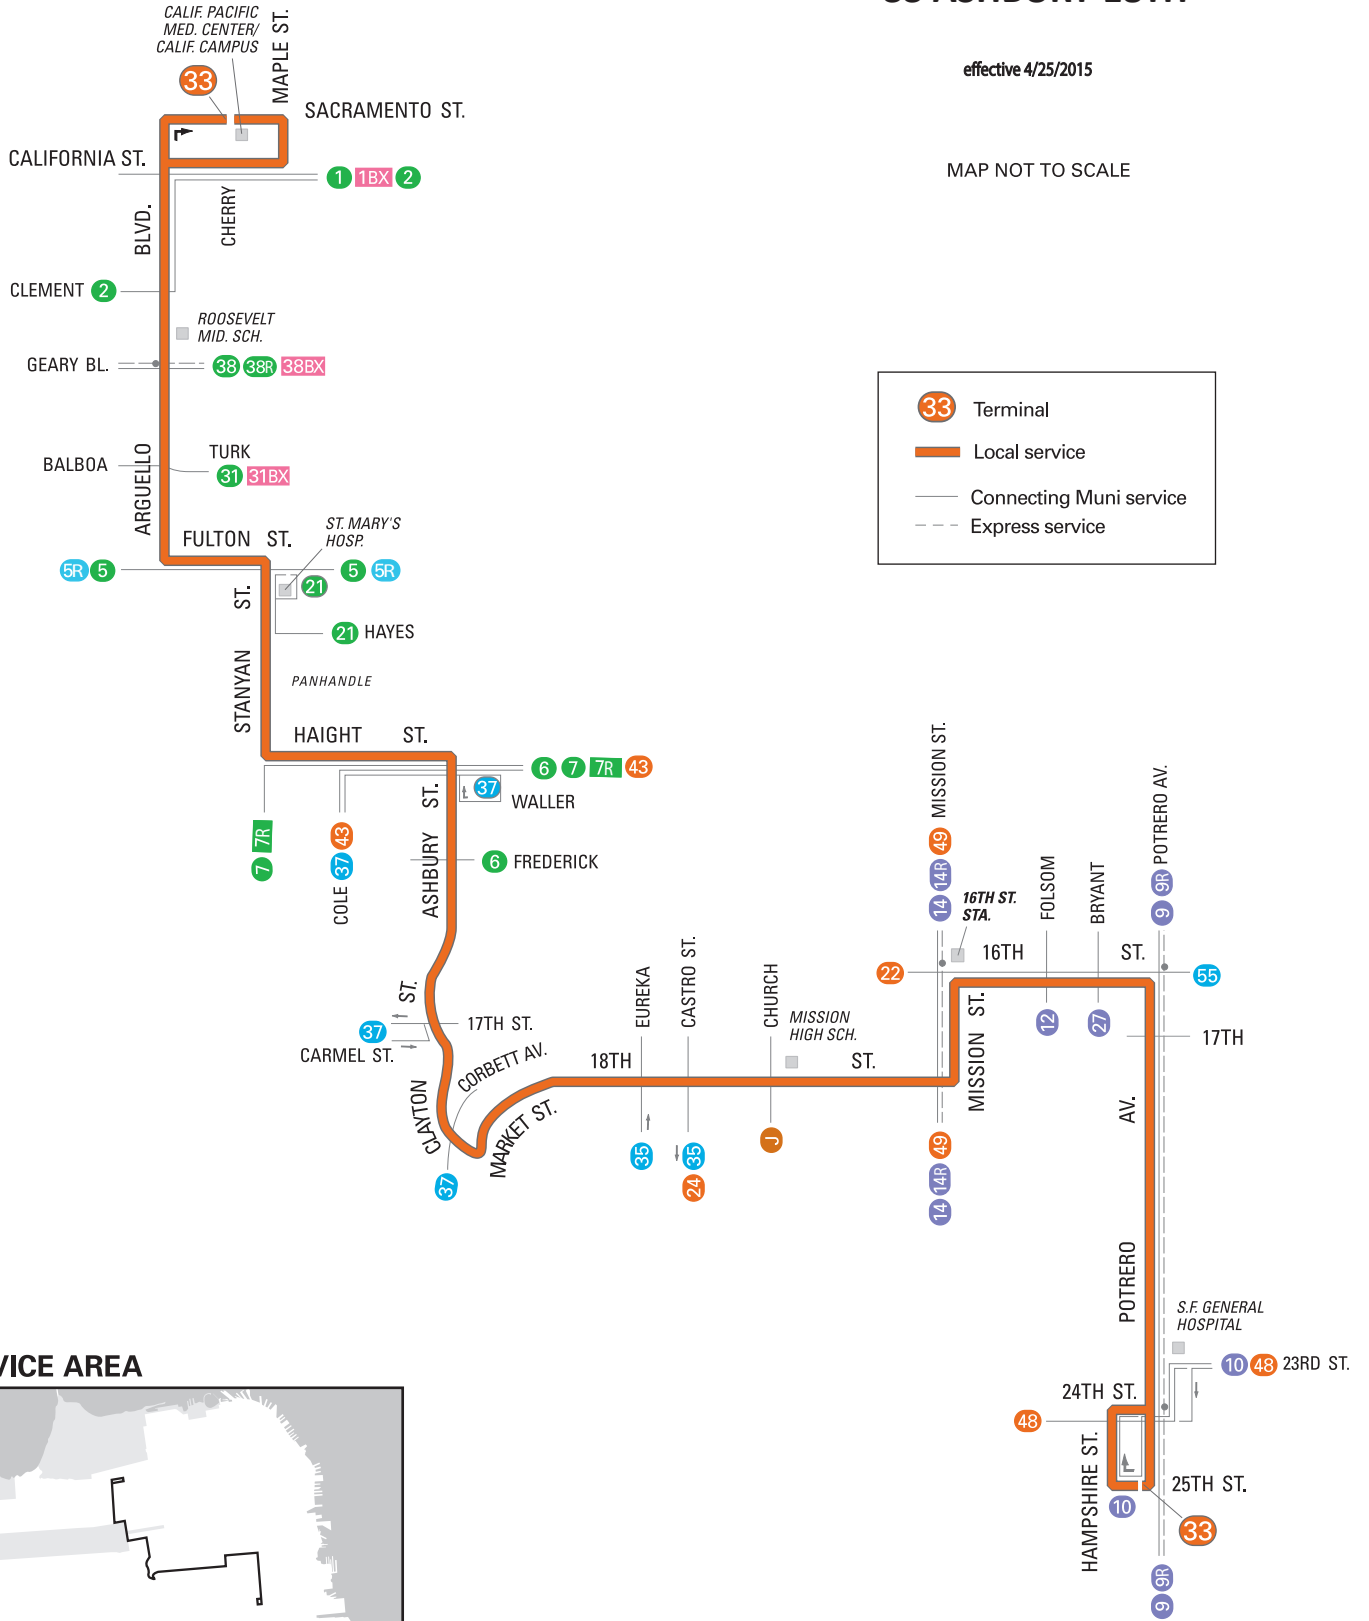 effective 4/25/2015
MAP NOT TO SCALE
CALIF. PACIFIC
MED. CENTER/
CALIF. CAMPUS
MAPLE ST.
33
SACRAMENTO ST.
CALIFORNIA ST.
1 1BX 2
CHERRY
BLVD.
CLEMENT 2
ROOSEVELT
MID. SCH.
GEARY BL.
38 38R 38BX
ARGUELLO
BALBOA
TURK
31 31BX
33 Terminal
Local service
Connecting Muni service
Express service
FULTON ST.
ST. MARY'S
HOSP.
5R 5
5 5R
21
ST.
21 HAYES
STANYAN
PANHANDLE
HAIGHT ST.
6 7 7R 43
37
WALLER
ST.
7 7R
COLE 37 43
ASHBURY
6 FREDERICK
MISSION ST.
14 14R 49
16TH ST.
STA.
FOLSOM
BRYANT
9 9R POTRERO AV.
16TH ST.
22
55
12
27
17TH
ST.
17TH ST.
37
CARMEL ST.
CORBETT AV.
CLAYTON
MARKET ST.
37
EUREKA
CASTRO ST.
CHURCH
MISSION
HIGH SCH.
18TH ST.
MISSION ST.
35
35
24
J
14 14R 49
POTRERO AV.
S.F. GENERAL
HOSPITAL
10 48 23RD ST.
24TH ST.
48
HAMPSHIRE ST.
25TH ST.
10
33
9 9R
VICE AREA